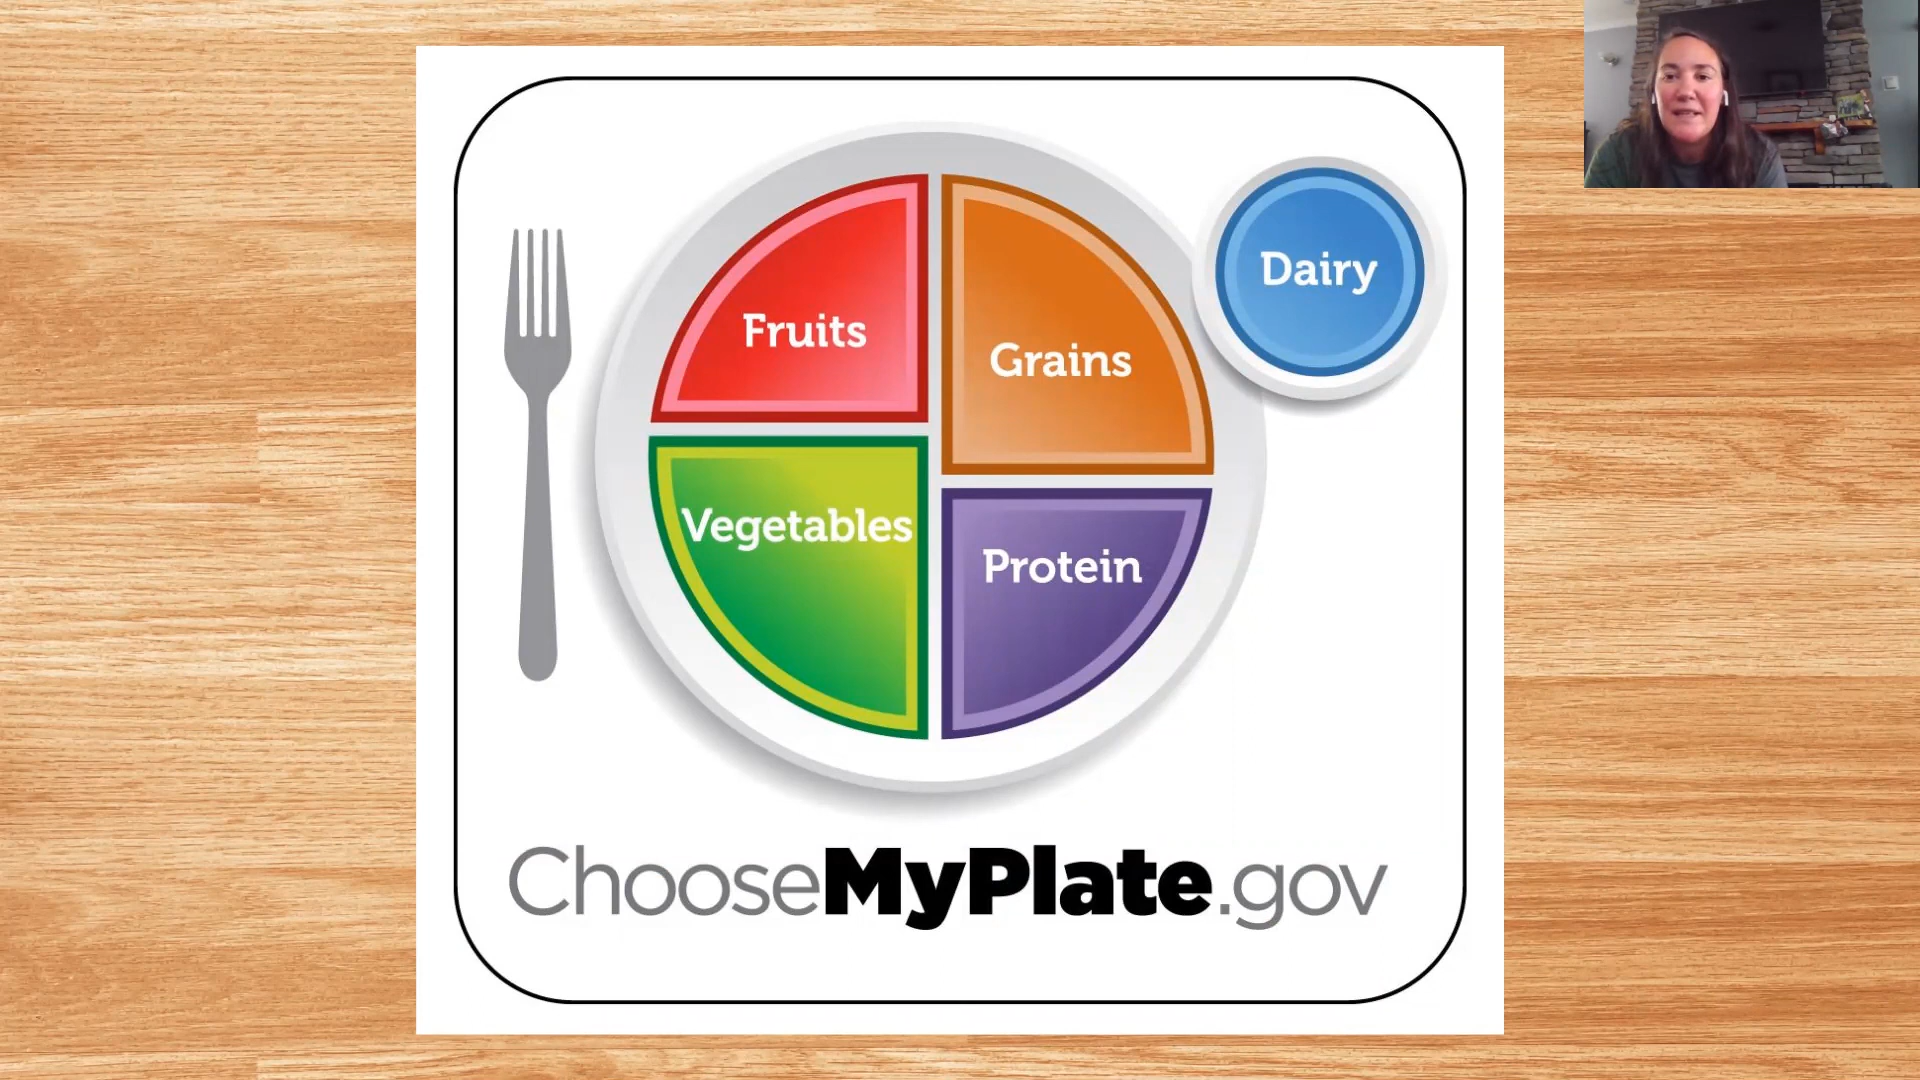 Fruits
Grains
Dairy
Vegetables
Protein
ChooseMyPlate.gov